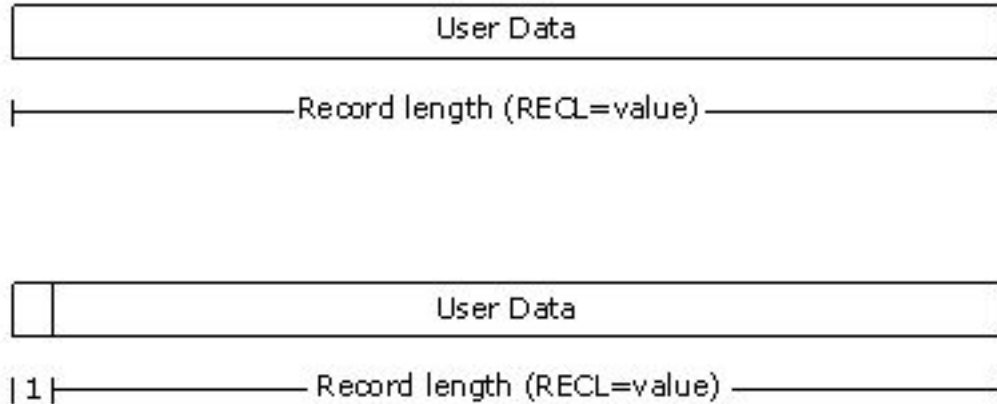 User Data
Record length (RECL=value)
User Data
1 Record length (RECL=value)